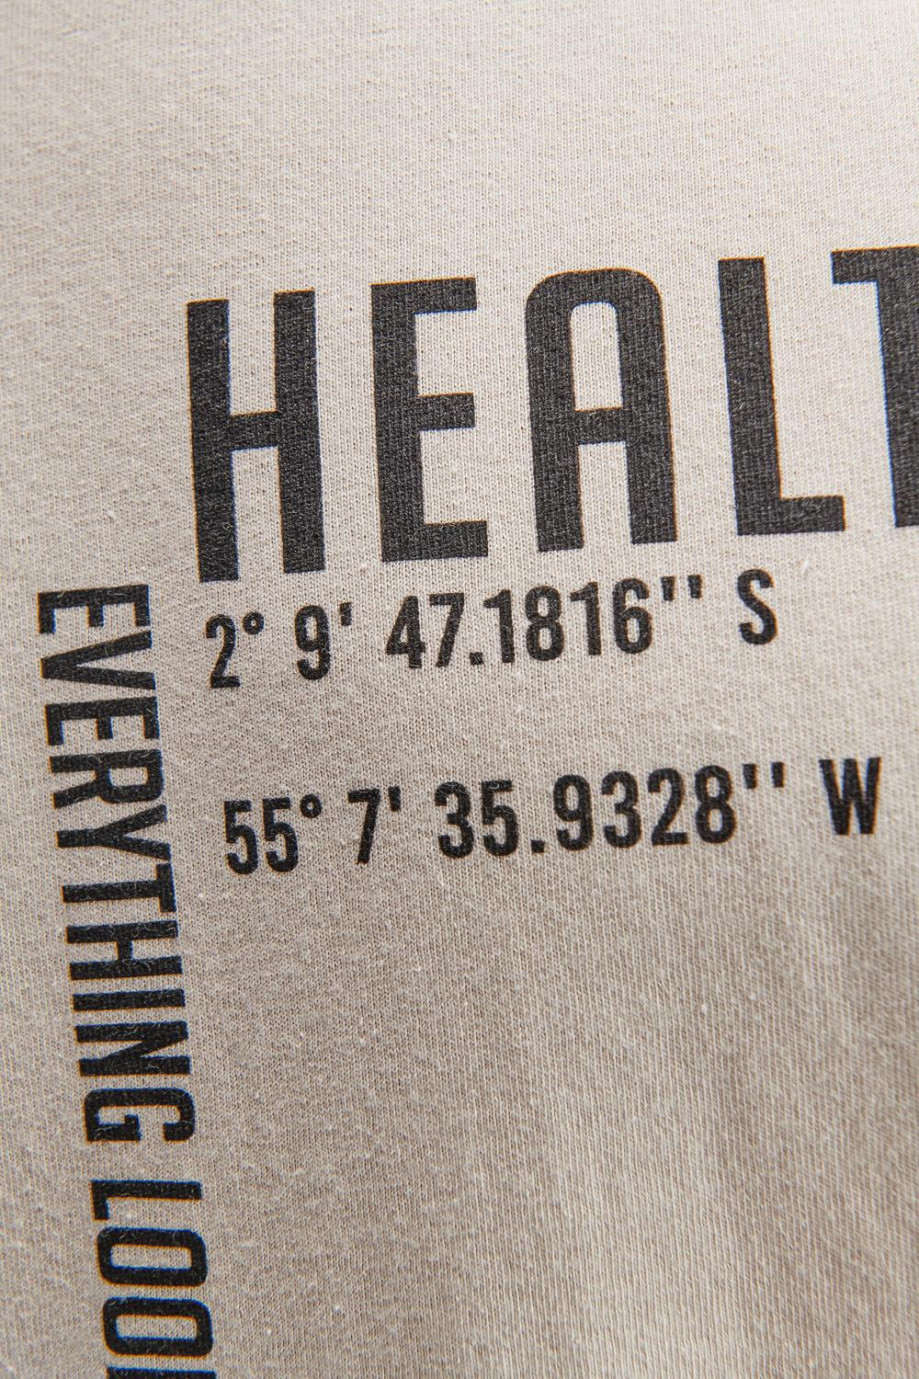 HEALT
2° 9' 47.1816'' S
55° 7' 35.9328'' W
EVERYTHING LOO